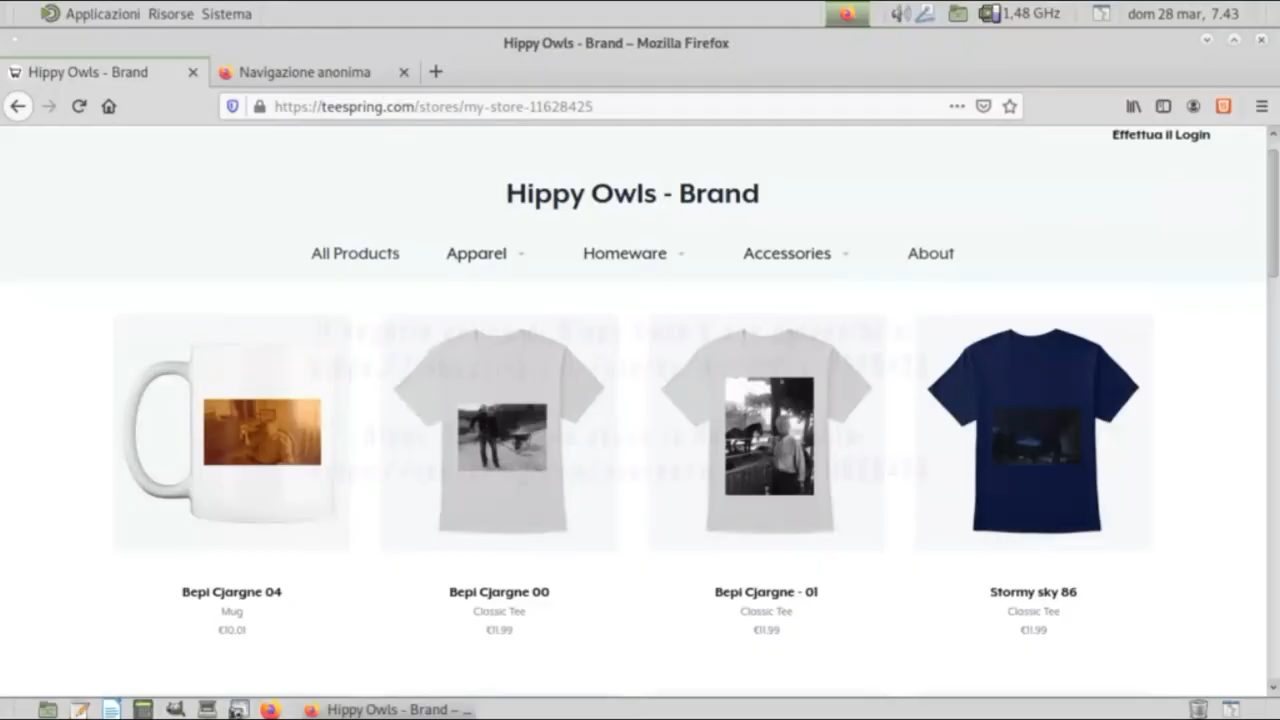 Applicazioni Risorse Sistema
1,48 GHz
dom 28 mar, 7.43
Hippy Owls - Brand – Mozilla Firefox
Hippy Owls - Brand
Navigazione anonima
https://teespring.com/stores/my-store-11628425
Effettua il Login
Hippy Owls - Brand
All Products
Apparel
Homeware
Accessories
About
Bepi Cjargne 04
Mug
€10.01
Bepi Cjargne 00
Classic Tee
€11.99
Bepi Cjargne - 01
Classic Tee
€11.99
Stormy sky 86
Classic Tee
€11.99
Hippy Owls - Brand – ...